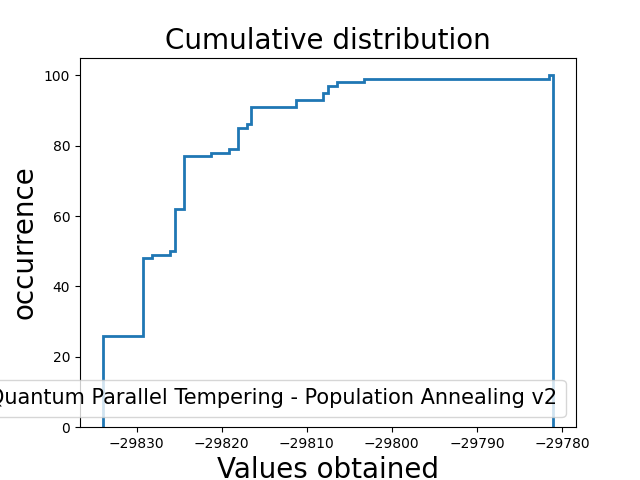 Cumulative distribution
occurrence
100
80
60
40
20
0
Quantum Parallel Tempering - Population Annealing v2
−29830 −29820 −29810 −29800 −29790 −29780
Values obtained